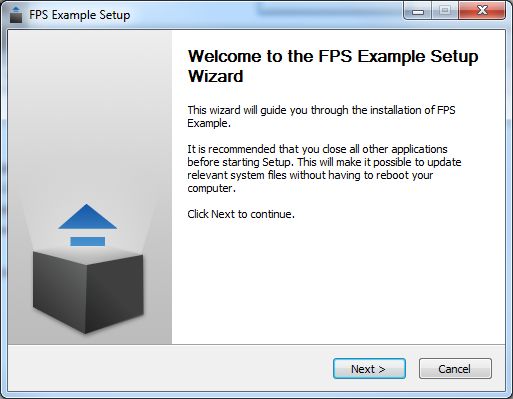 FPS Example Setup
Welcome to the FPS Example Setup
Wizard
This wizard will guide you through the installation of FPS
Example.
It is recommended that you close all other applications
before starting Setup. This will make it possible to update
relevant system files without having to reboot your
computer.
Click Next to continue.
Next >
Cancel